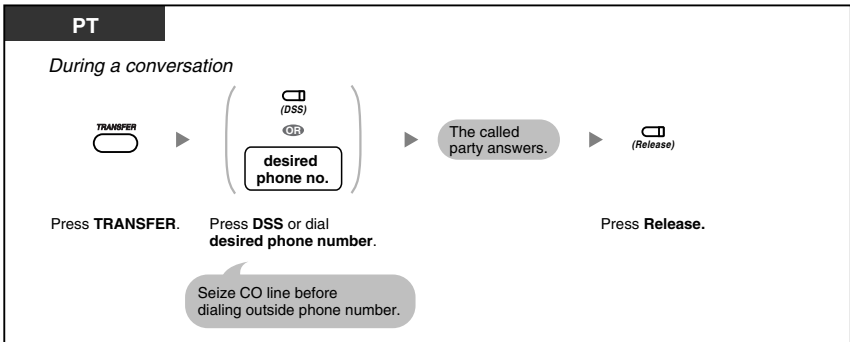 PT
During a conversation
TRANSFER
(DSS)
OR
desired
phone no.
The called
party answers.
(Release)
Press TRANSFER.
Press DSS or dial
desired phone number.
Press Release.
Seize CO line before
dialing outside phone number.